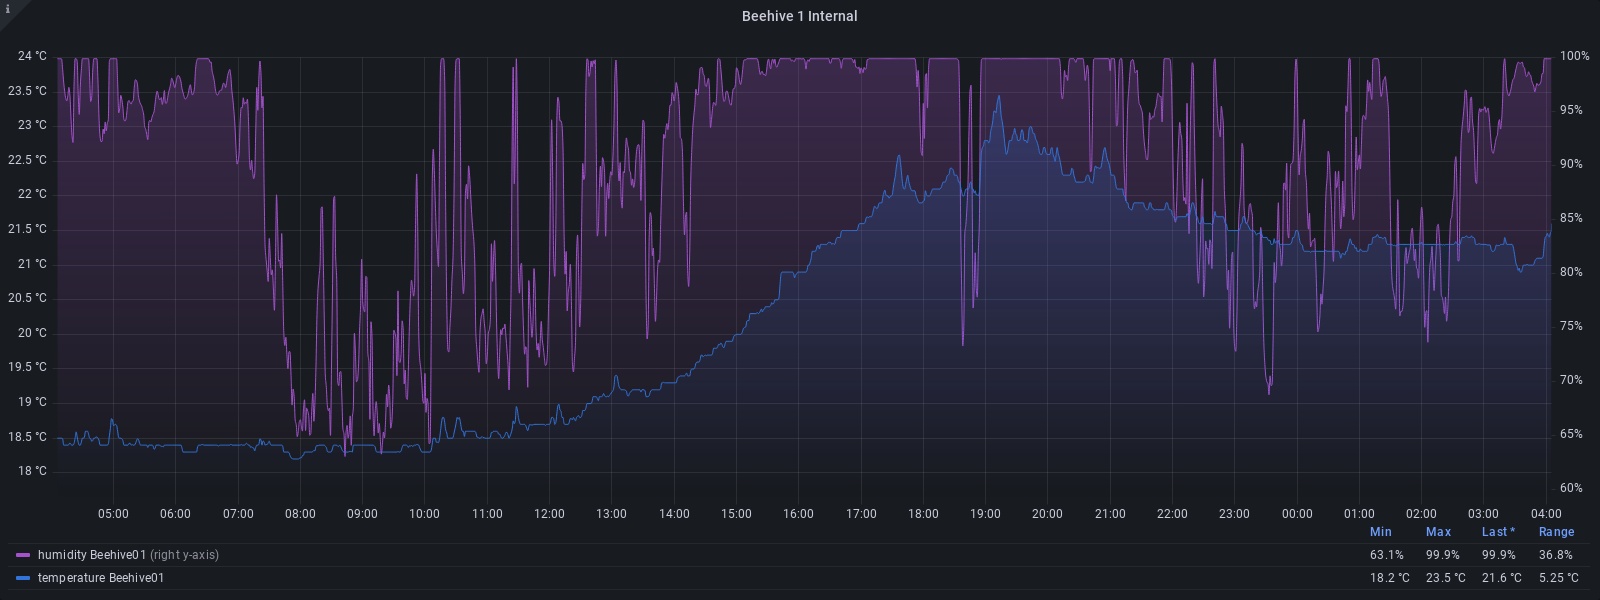 i
Beehive 1 Internal
24 °C 100%
23.5 °C 95%
23 °C
22.5 °C 90%
22 °C
21.5 °C 85%
21 °C 80%
20.5 °C
20 °C 75%
19.5 °C
19 °C 70%
18.5 °C 65%
18 °C
60%
05:00 06:00 07:00 08:00 09:00 10:00 11:00 12:00 13:00 14:00 15:00 16:00 17:00 18:00 19:00 20:00 21:00 22:00 23:00 00:00 01:00 02:00 03:00 04:00
Min Max Last * Range
humidity Beehive01 (right y-axis) 63.1% 99.9% 99.9% 36.8%
temperature Beehive01 18.2 °C 23.5 °C 21.6 °C 5.25 °C